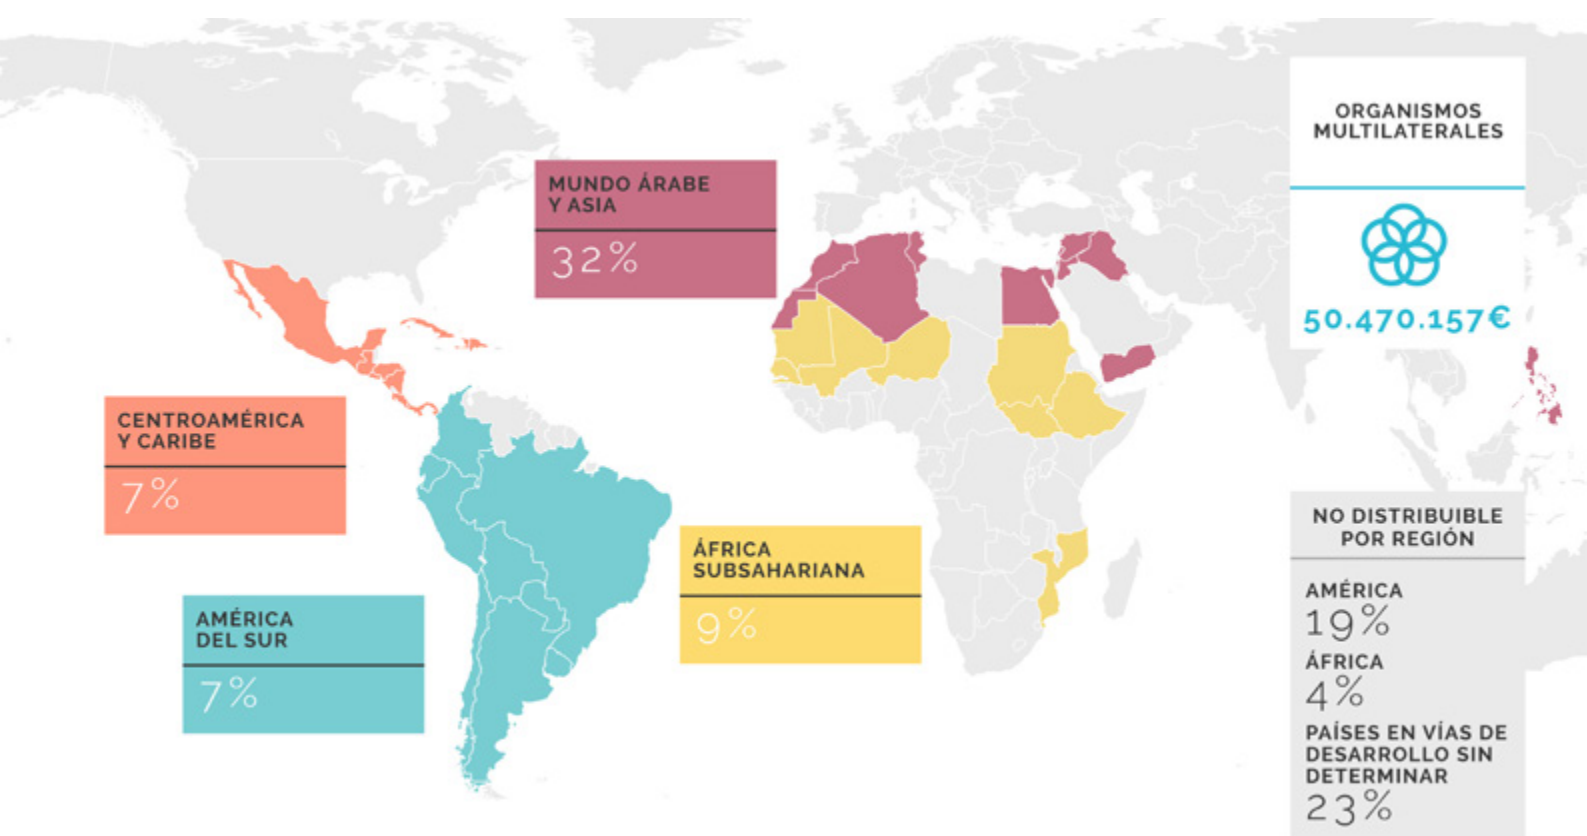 MUNDO ÁRABE
Y ASIA
32%
CENTROAMÉRICA
Y CARIBE
7%
AMÉRICA
DEL SUR
7%
ÁFRICA
SUBSAHARIANA
9%
ORGANISMOS
MULTILATERALES
50.470.157€
NO DISTRIBUIBLE
POR REGIÓN
AMÉRICA
19%
ÁFRICA
4%
PAÍSES EN VÍAS DE
DESARROLLO SIN
DETERMINAR
23%